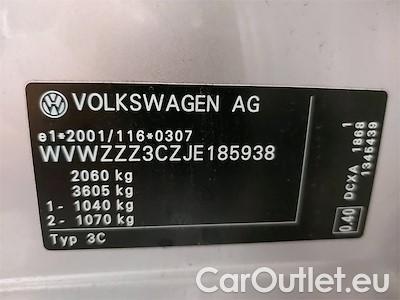 VOLKSWAGEN AG
e1*2001/116*0307
WVWZZZ3CZJE185938
2060 kg
3605 kg
1- 1040 kg
2- 1070 kg
Typ 3C
0.40
DCXA 1868 1
1345439
CarOutlet.eu